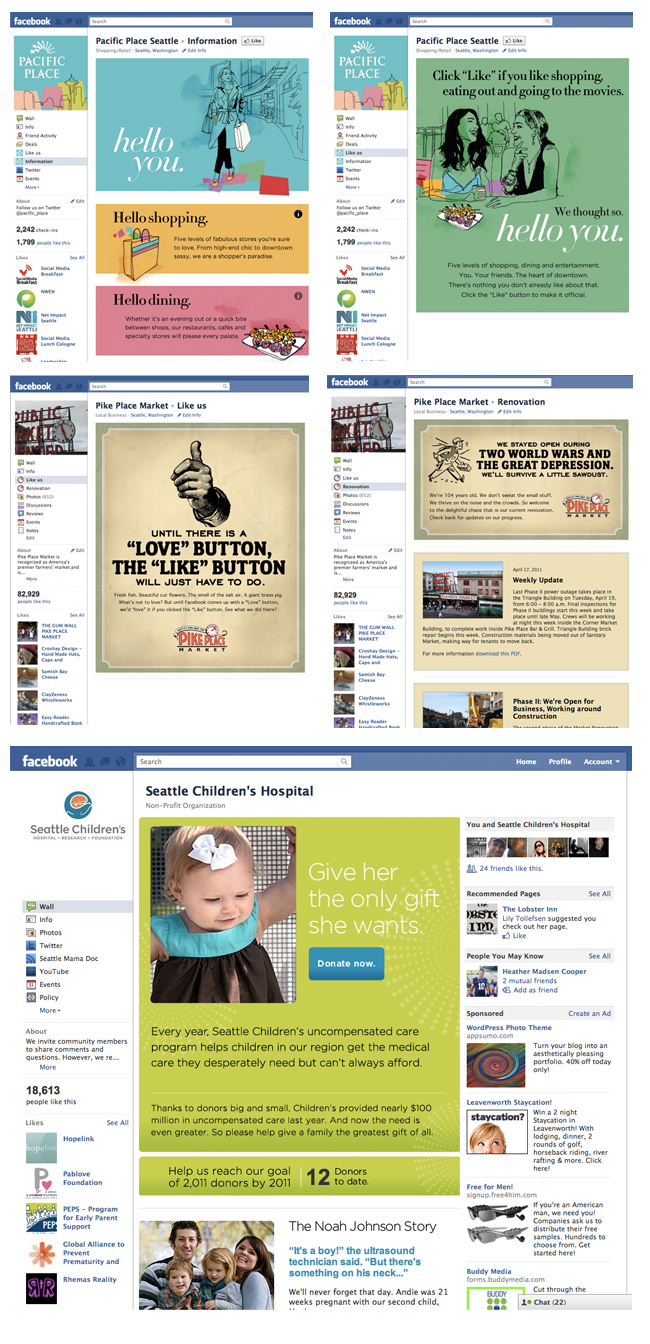 facebook
Search
PACIFIC
PLACE
Wall
Info
Friend Activity
Deals
Like us
Information
Twitter
Events
More
About
Edit
Follow us on Twitter
@pacific_place
2,242 check-ins
1,799 people like this
Likes
See All
Social Media
Breakfast
NWEN
Net Impact
Seattle
Social Media
Lunch Cologne
Pacific Place Seattle › Information
Like
Shopping/Retail · Seattle, Washington
Edit Info
hello
you.
Hello shopping.
Five levels of fabulous stores you're sure
to love. From high-end chic to downtown
sassy, we are a shopper's paradise.
Hello dining.
Whether it's an evening out or a quick bite
between shops, our restaurants, cafés and
specialty stores will please every palate.
facebook
Search
PACIFIC
PLACE
Wall
Info
Friend Activity
Deals
Like us
Information
Twitter
Events
More
About
Edit
Follow us on Twitter
@pacific_place
2,242 check-ins
1,799 people like this
Likes
See All
Social Media
Breakfast
NWEN
Net Impact
Seattle
Social Media
Lunch Cologne
Pacific Place Seattle
Like
Shopping/Retail · Seattle, Washington
Edit Info
Click "Like" if you like shopping,
eating out and going to the movies.
We thought so.
hello you.
Five levels of shopping, dining and entertainment.
You. Your friends. The heart of downtown.
There's nothing you don't already like about that.
Click the "Like" button to make it official.
facebook
Search
PUBLIC
MARKET
Wall
Info
Like us
Renovation
Photos (652)
Discussions
Reviews
Events
Notes
Edit
About
Edit
Pike Place Market is
recognized as America's
premier farmers' market and
is...
More
82,929
people like this
Likes
See All
THE GUM WALL
PIKE PLACE
MARKET
Croshay Design –
Hand Made Hats,
Caps and
Samish Bay
Cheese
ClayZeness
Whistleworks
Easy Reader
Handcrafted Book
Pike Place Market › Like us
Local Business · Seattle, Washington
Edit Info
UNTIL THERE IS A
"LOVE" BUTTON,
THE "LIKE" BUTTON
WILL JUST HAVE TO DO.
Fresh fish. Beautiful cut flowers. The smell of the salt air. A giant brass pig.
What's not to love? But until Facebook comes up with a "Love" button,
we'd "love" it if you clicked the "Like" button. See what we did there?
PIKE PLACE
MARKET
facebook
Search
PUBLIC
MARKET
Wall
Info
Like us
Renovation
Photos (652)
Discussions
Reviews
Events
Notes
Edit
About
Edit
Pike Place Market is
recognized as America's
premier farmers' market and
is...
More
82,929
people like this
Likes
See All
THE GUM WALL
PIKE PLACE
MARKET
Croshay Design –
Hand Made Hats,
Caps and
Samish Bay
Cheese
ClayZeness
Whistleworks
Easy Reader
Handcrafted Book
Pike Place Market › Renovation
Local Business · Seattle, Washington
Edit Info
WE STAYED OPEN DURING
TWO WORLD WARS AND
THE GREAT DEPRESSION.
WE'LL SURVIVE A LITTLE SAWDUST.
We're 104 years old. We don't sweat the small stuff.
We thrive on the noise and the crowds. So welcome
to the delightful chaos that is our current renovation.
Check back for updates on our progress.
PIKE PLACE
MARKET
April 17, 2011
Weekly Update
Last Phase II power outage takes place in
the Triangle Building on Tuesday, April 19,
from 6:00 – 8:00 a.m. Final inspections for
Phase II buildings start this week and take
place until late May. Crews will be working
at night this week inside the Corner Market
Building, to complete work inside Pike Place Bar & Grill. Triangle Building brick
repair begins this week. Construction materials being moved out of Sanitary
Market, making way for tenants to move back.
For more information download this PDF.
Phase II: We're Open for
Business, Working around
Construction
facebook
Search
Home
Profile
Account
Seattle Children's
HOSPITAL • RESEARCH • FOUNDATION
Wall
Info
Photos
Twitter
Seattle Mama Doc
YouTube
Events
Policy
More
About
We invite community members
to share comments and
questions. However, we re...
More
18,613
people like this
Likes
See All
hopelink
Hopelink
Pablove
Foundation
PEPS – Program
for Early Parent
Support
Global Alliance to
Prevent
Prematurity and
Rhemas Reality
Seattle Children's Hospital
Non-Profit Organization
Give her
the only gift
she wants.
Donate now.
Every year, Seattle Children's uncompensated care
program helps children in our region get the medical
care they desperately need but can't always afford.
Thanks to donors big and small, Children's provided nearly $100
million in uncompensated care last year. And now the need is
even greater. So please help give a family the greatest gift of all.
Help us reach our goal
of 2,011 donors by 2011
12 Donors
to date.
The Noah Johnson Story
"It's a boy!" the ultrasound
technician said. "But there's
something on his neck..."
We'll never forget that day. Andie was 21
weeks pregnant with our second child,
You and Seattle Children's Hospital
24 friends like this.
Recommended Pages
See All
The Lobster Inn
Lily Tollefsen suggested you
check out her page.
Like
People You May Know
See All
Heather Madsen Cooper
2 mutual friends
Add as friend
Sponsored
Create an Ad
WordPress Photo Theme
appsumo.com
Turn your blog into an
aesthetically pleasing
portfolio. 40% off today
only!
Leavenworth Staycation!
staycation?
Win a 2 night
Staycation in
Leavenworth! With
lodging, dinner, 2
rounds of golf,
horseback riding, river
rafting & more. Click
here!
Free for Men!
signup.free4him.com
If you're an American
man, we need you!
Companies ask us to
distribute their free
samples. Hundreds to
choose from. Get
started here!
Buddy Media
forms.buddymedia.com
BUDDY
Cut through the
Chat (22)